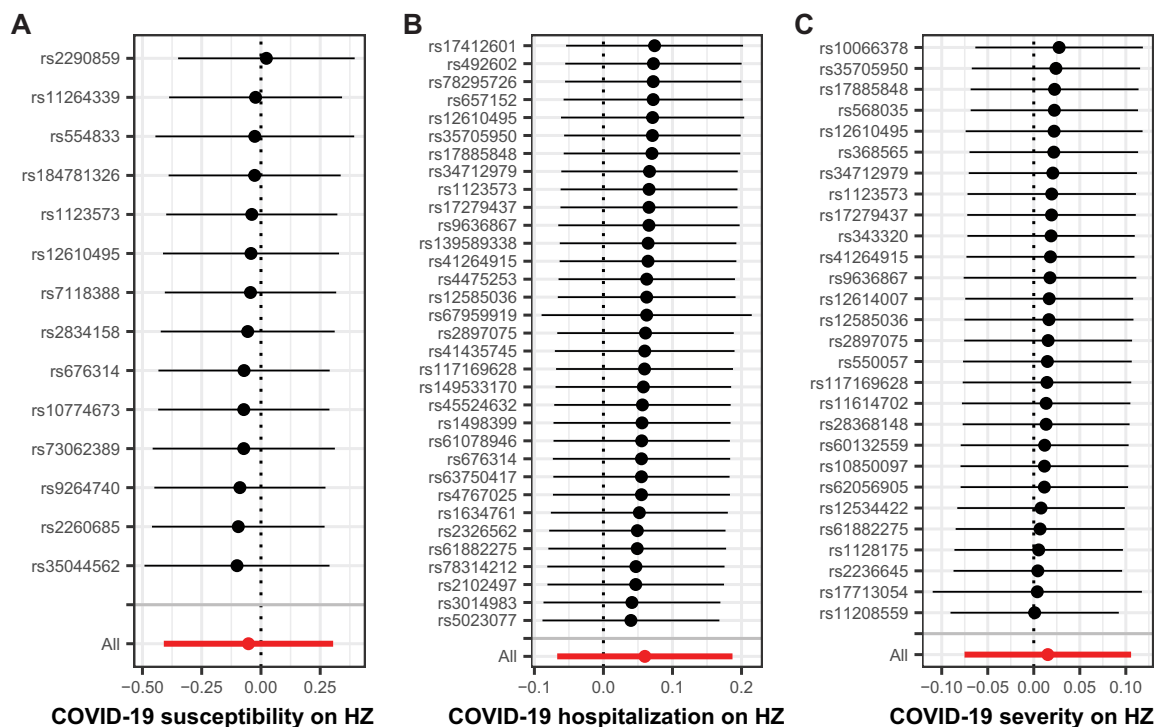 A
rs2290859
rs11264339
rs554833
rs184781326
rs1123573
rs12610495
rs7118388
rs2834158
rs676314
rs10774673
rs73062389
rs9264740
rs2260685
rs35044562
All
−0.50 −0.25 0.00 0.25
COVID-19 susceptibility on HZ
B
rs17412601
rs492602
rs78295726
rs657152
rs12610495
rs35705950
rs17885848
rs34712979
rs1123573
rs17279437
rs9636867
rs139589338
rs41264915
rs4475253
rs12585036
rs67959919
rs2897075
rs41435745
rs117169628
rs149533170
rs45524632
rs1498399
rs61078946
rs676314
rs63750417
rs4767025
rs1634761
rs2326562
rs61882275
rs78314212
rs2102497
rs3014983
rs5023077
All
−0.1 0.0 0.1 0.2
COVID-19 hospitalization on HZ
C
rs10066378
rs35705950
rs17885848
rs568035
rs12610495
rs368565
rs34712979
rs1123573
rs17279437
rs343320
rs41264915
rs9636867
rs12614007
rs12585036
rs2897075
rs550057
rs117169628
rs11614702
rs28368148
rs60132559
rs10850097
rs62056905
rs12534422
rs61882275
rs1128175
rs2236645
rs17713054
rs11208559
All
−0.10 −0.05 0.00 0.05 0.10
COVID-19 severity on HZ